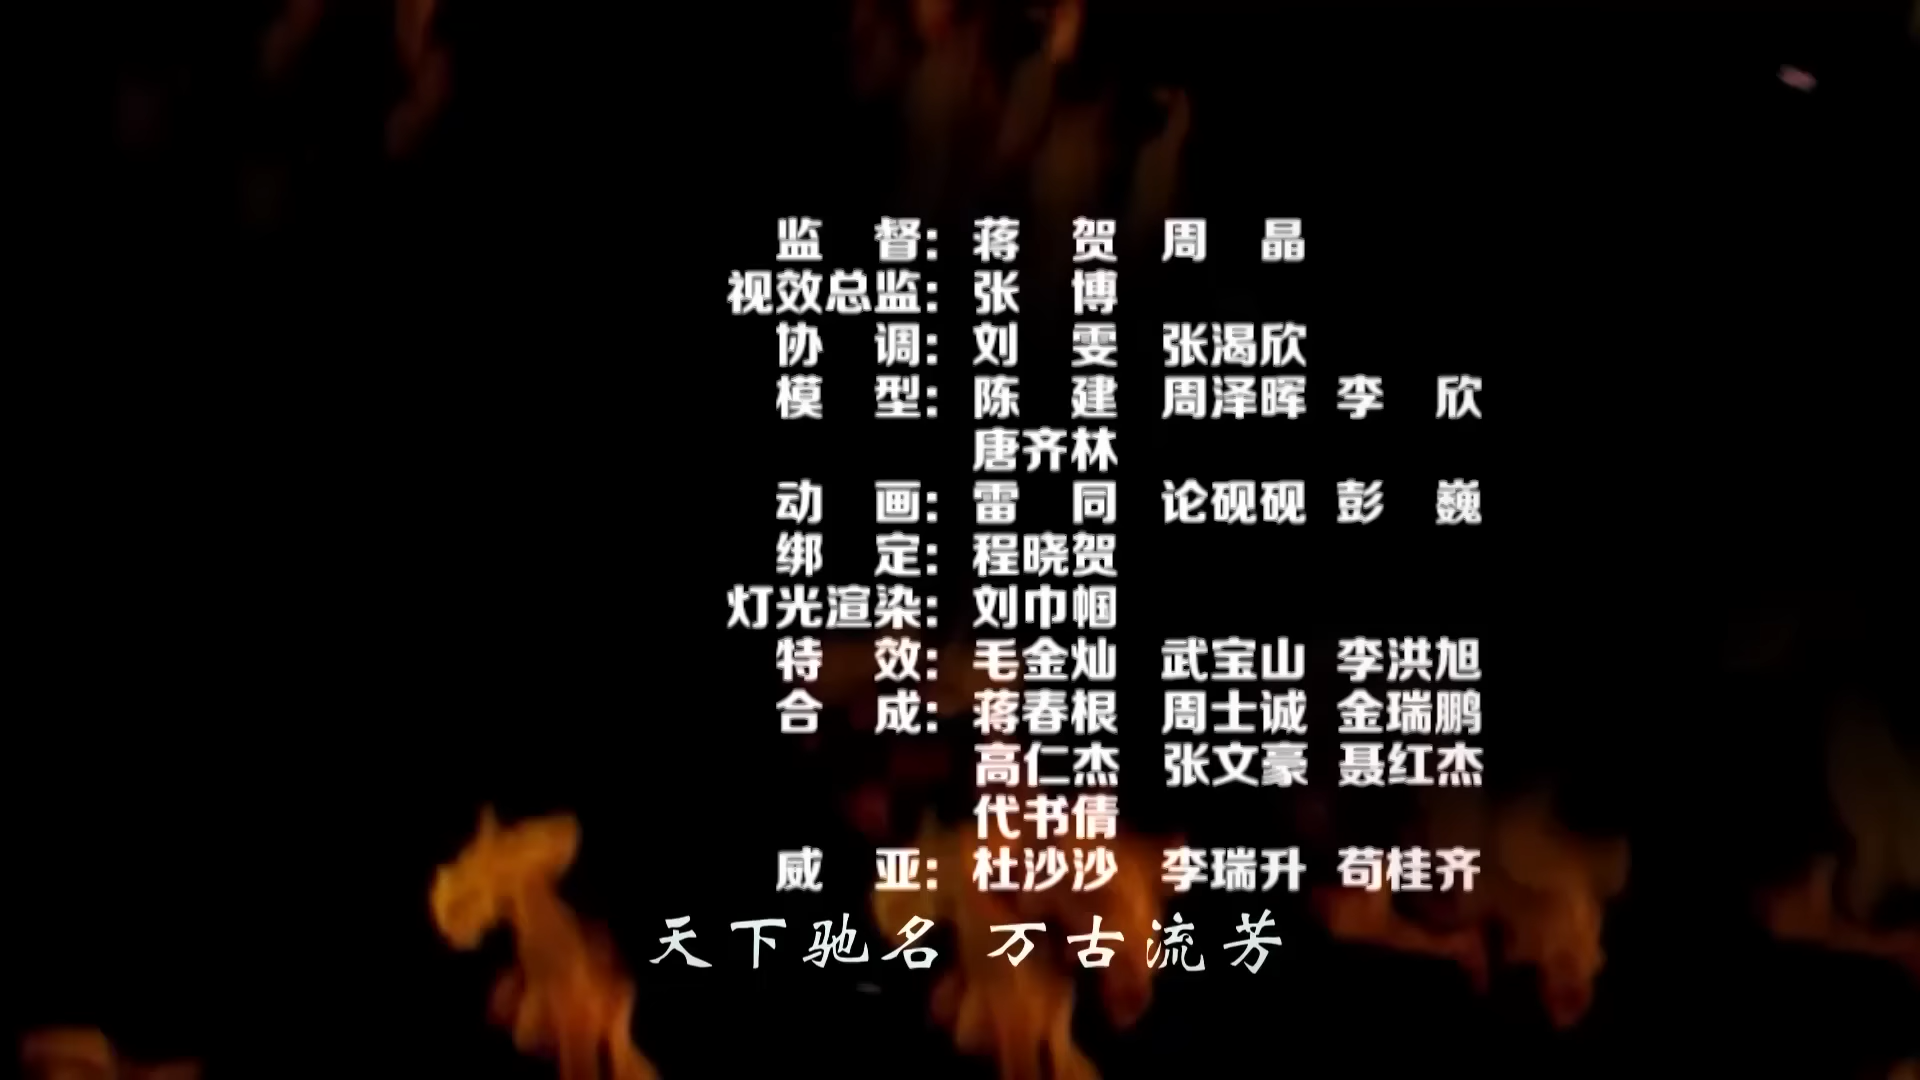 监 督：蒋 贺 周 晶
视效总监：张 博
协 调：刘 雯 张渴欣
模 型：陈 建 周泽晖 李 欣
唐齐林
动 画：雷 同 论砚砚 彭 巍
绑 定：程晓贺
灯光渲染：刘巾帼
特 效：毛金灿 武宝山 李洪旭
合 成：蒋春根 周士诚 金瑞鹏
高仁杰 张文豪 聂红杰
代书倩
威 亚：杜沙沙 李瑞升 苟桂齐
天下驰名 万古流芳